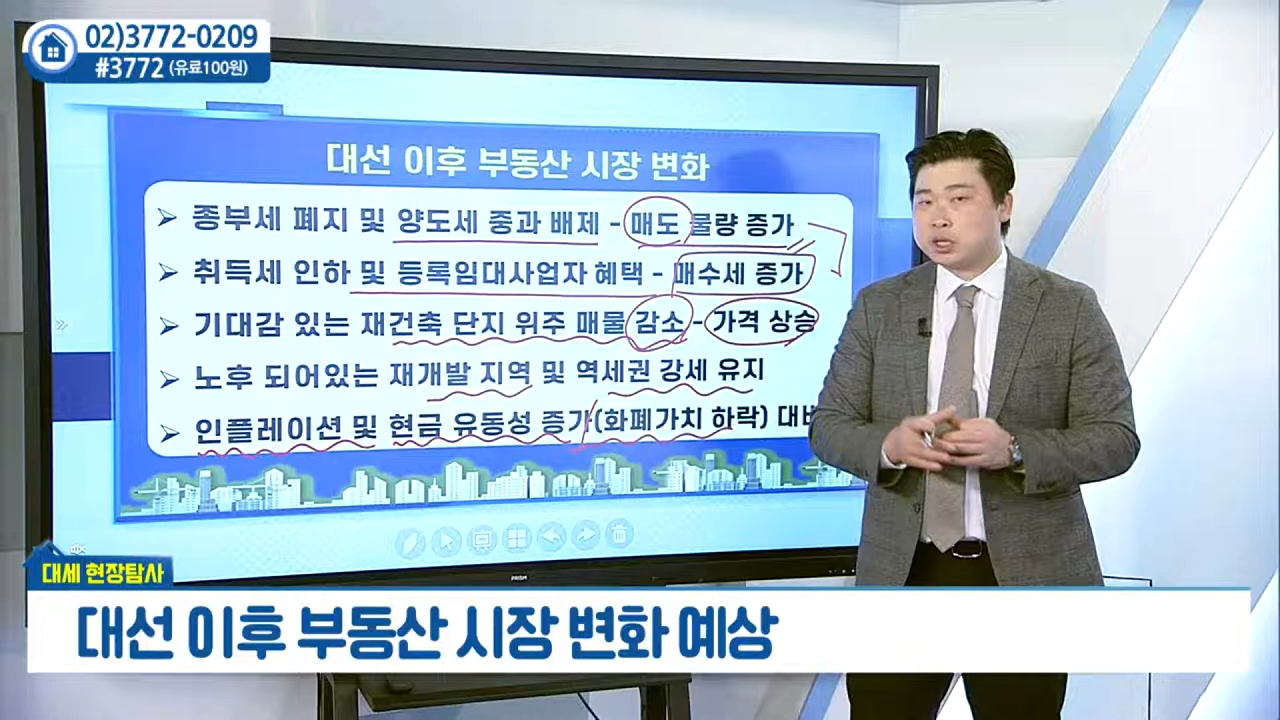 02)3772-0209
#3772 (유료100원)
대선 이후 부동산 시장 변화
➢ 종부세 폐지 및 양도세 중과 배제 - 매도 물량 증가
➢ 취득세 인하 및 등록임대사업자 혜택 - 매수세 증가
➢ 기대감 있는 재건축 단지 위주 매물 감소 - 가격 상승
➢ 노후 되어있는 재개발 지역 및 역세권 강세 유지
➢ 인플레이션 및 현금 유동성 증가(화폐가치 하락)
PRISM
대세 현장탐사
대선 이후 부동산 시장 변화 예상